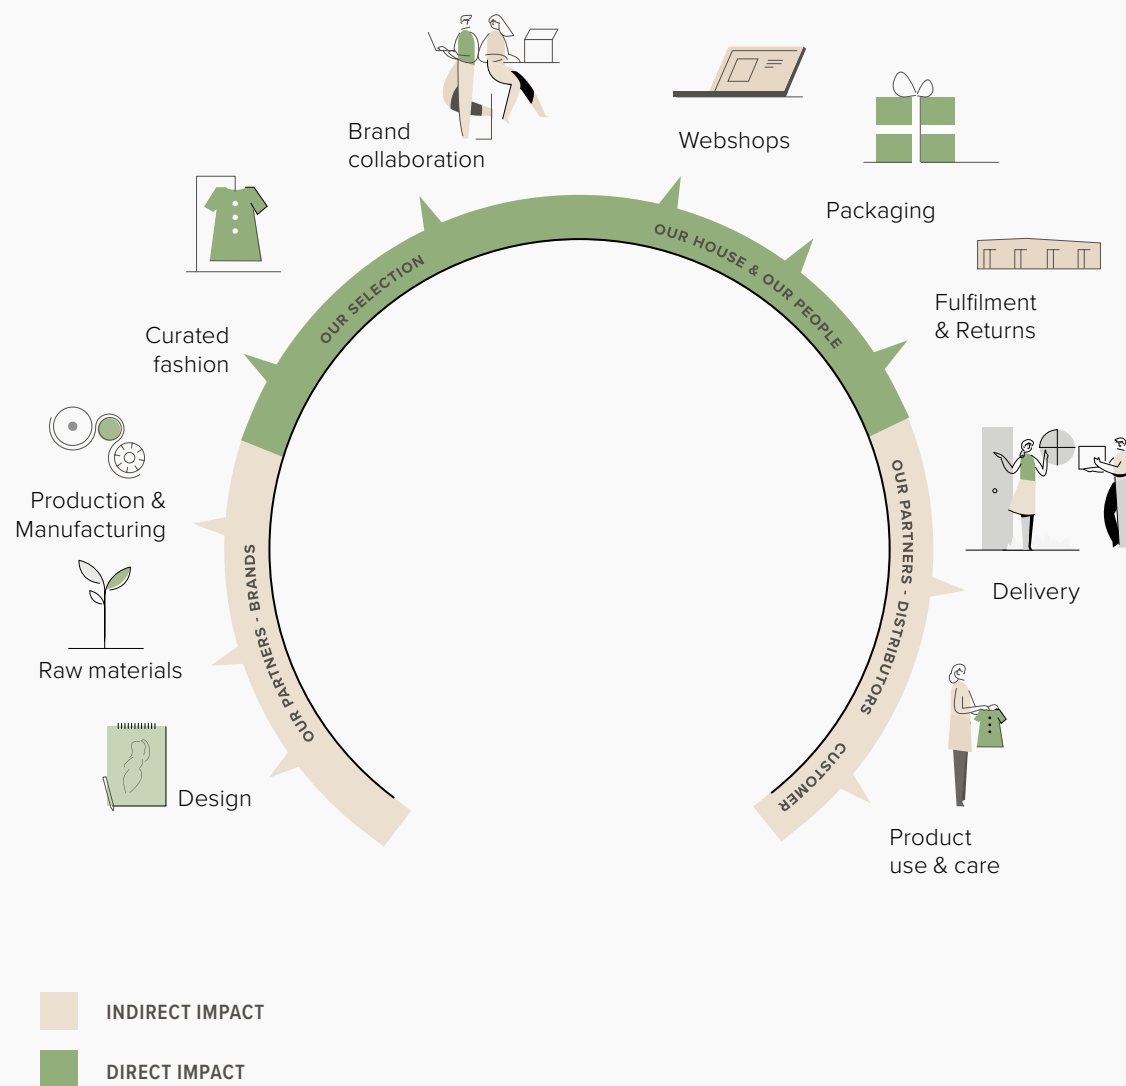 Brand
collaboration
Webshops
Packaging
Fulfilment
& Returns
Curated
fashion
OUR SELECTION
OUR HOUSE & OUR PEOPLE
Production &
Manufacturing
OUR PARTNERS - BRANDS
OUR PARTNERS - DISTRIBUTORS
Delivery
Raw materials
Design
CUSTOMER
Product
use & care
INDIRECT IMPACT
DIRECT IMPACT